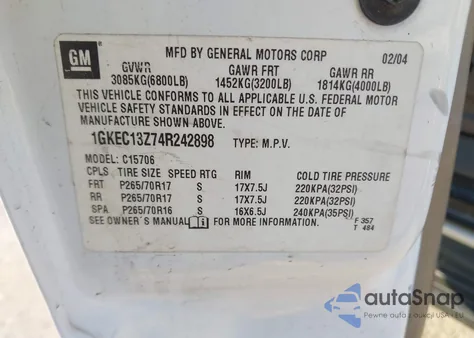 GM
MFD BY GENERAL MOTORS CORP 02/04
GVWR GAWR FRT GAWR RR
3085KG(6800LB) 1452KG(3200LB) 1814KG(4000LB)
THIS VEHICLE CONFORMS TO ALL APPLICABLE U.S. FEDERAL MOTOR
VEHICLE SAFETY STANDARDS IN EFFECT ON THE DATE OF
MANUFACTURE SHOWN ABOVE.
1GKEC13Z74R242898 TYPE: M.P.V.
MODEL: C15706
CPLS TIRE SIZE SPEED RTG RIM COLD TIRE PRESSURE
FRT P265/70R17 S 17X7.5J 220KPA(32PSI)
RR P265/70R17 S 17X7.5J 220KPA(32PSI)
SPA P265/70R16 S 16X6.5J 240KPA(35PSI)
SEE OWNER'S MANUAL FOR MORE INFORMATION. F 357
T 484
autoSnap
Pewne auta z USA i EU